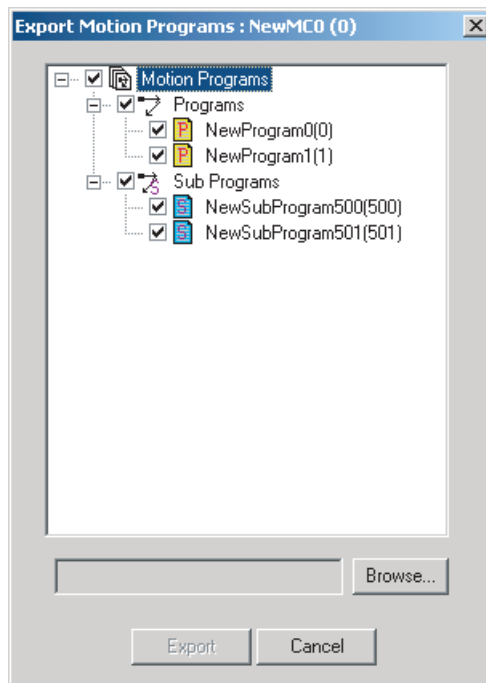 Export Motion Programs : NewMC0 (0)
Motion Programs
Programs
P NewProgram0(0)
P NewProgram1(1)
S Sub Programs
S NewSubProgram500(500)
S NewSubProgram501(501)
Browse...
Export Cancel